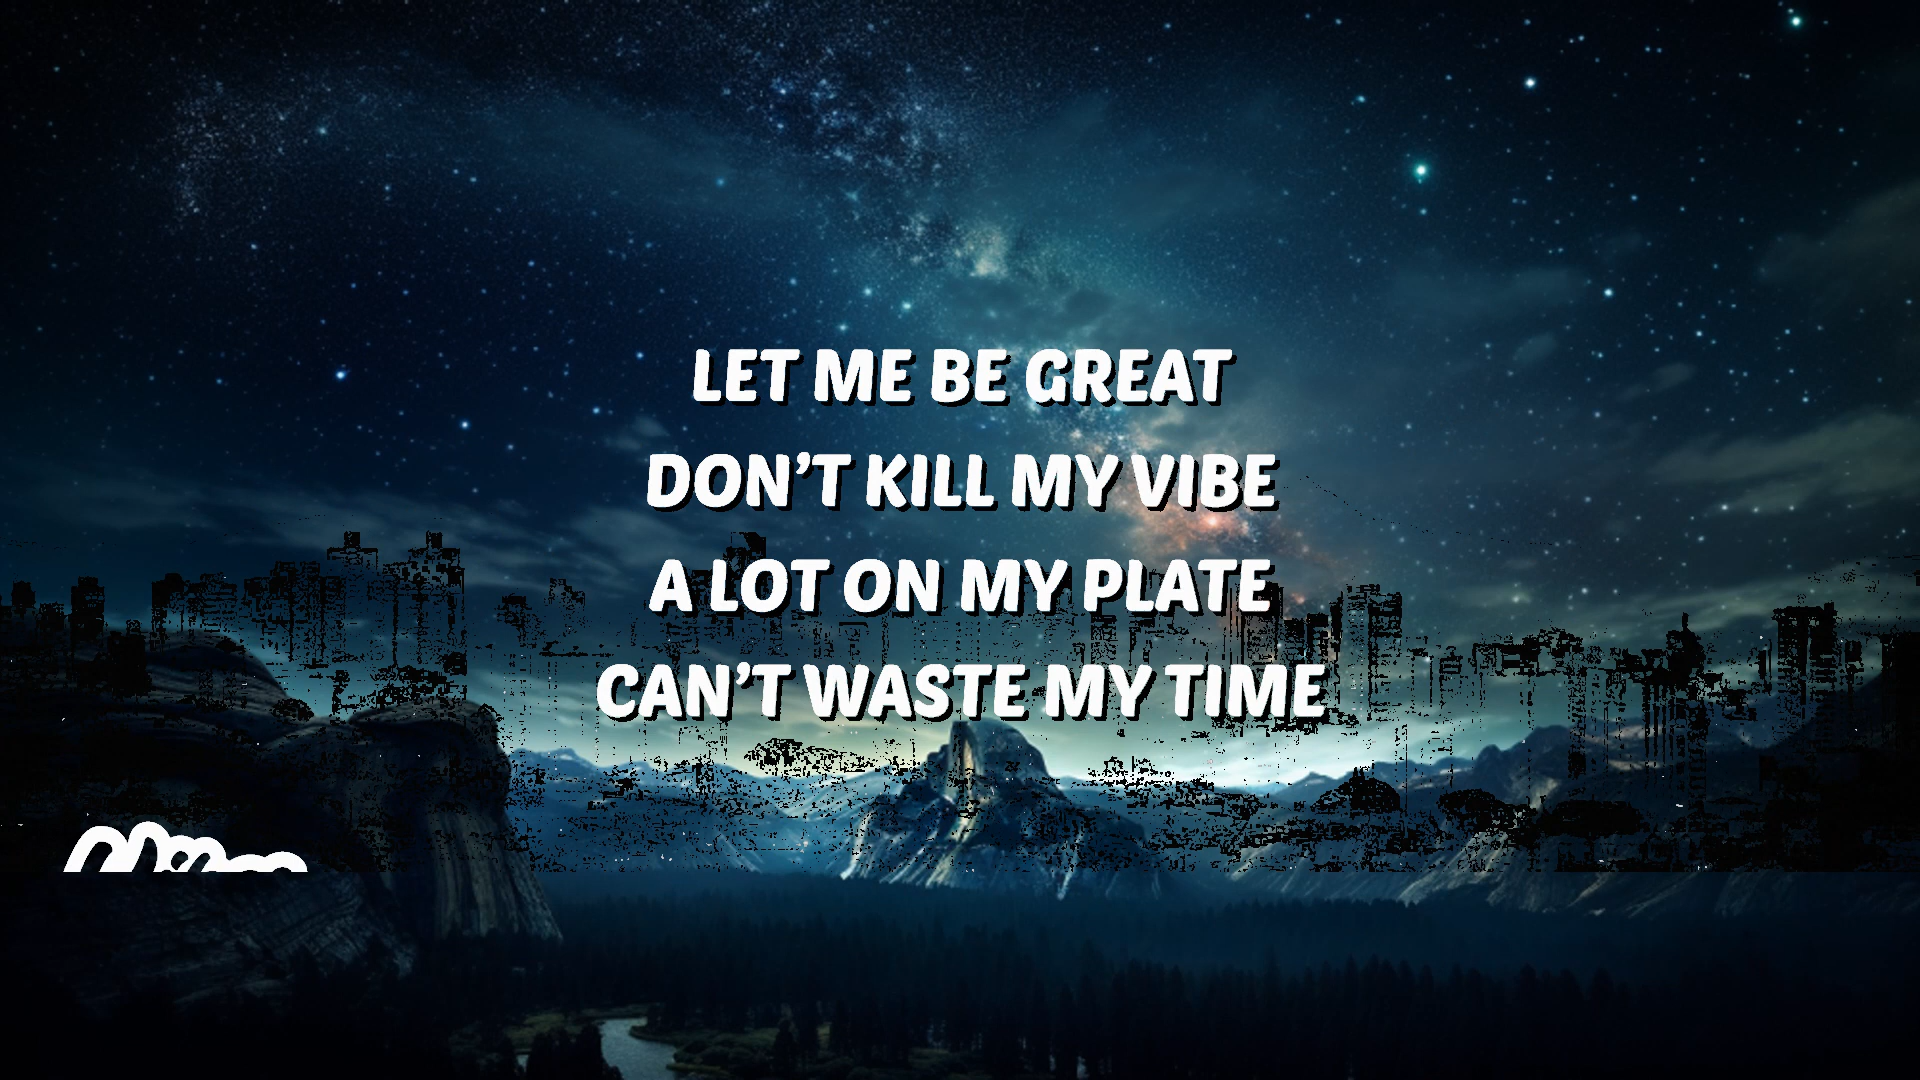 LET ME BE GREAT
DON’T KILL MY VIBE
A LOT ON MY PLATE
CAN’T WASTE MY TIME